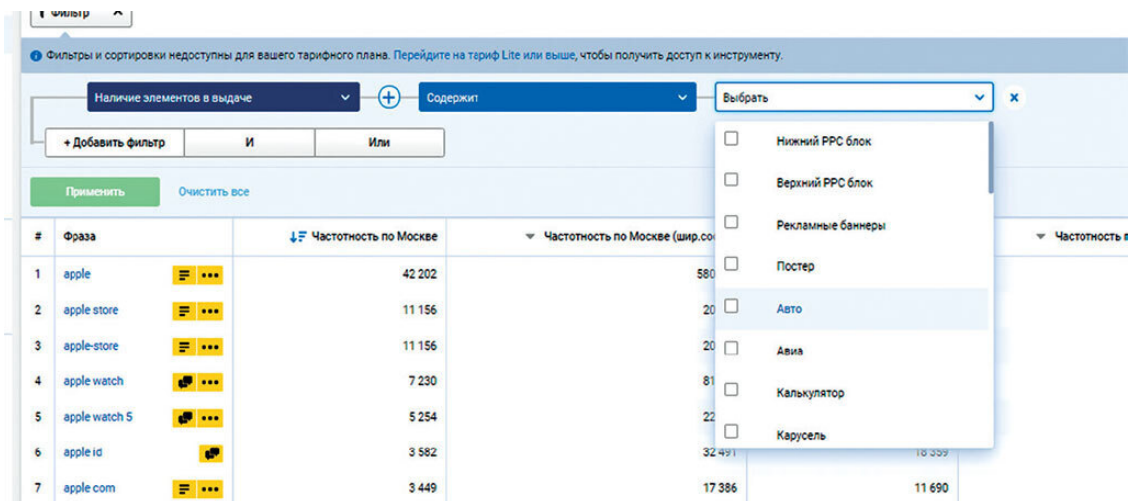 Фильтр
Фильтры и сортировки недоступны для вашего тарифного плана. Перейдите на тариф Lite или выше, чтобы получить доступ к инструменту.
Наличие элементов в выдаче Содержит Выбрать
+ Добавить фильтр И Или
Применить Очистить все
Нижний PPC блок
Верхний PPC блок
Рекламные баннеры
Постер
Авто
Авиа
Калькулятор
Карусель
# Фраза Частотность по Москве Частотность по Москве (шир.со Частотность
1 apple 42 202 580
2 apple store 11 156 20
3 apple-store 11 156 20
4 apple watch 7 230 81
5 apple watch 5 5 254 22
6 apple id 3 582 32 491 18 359
7 apple com 3 449 17 386 11 690